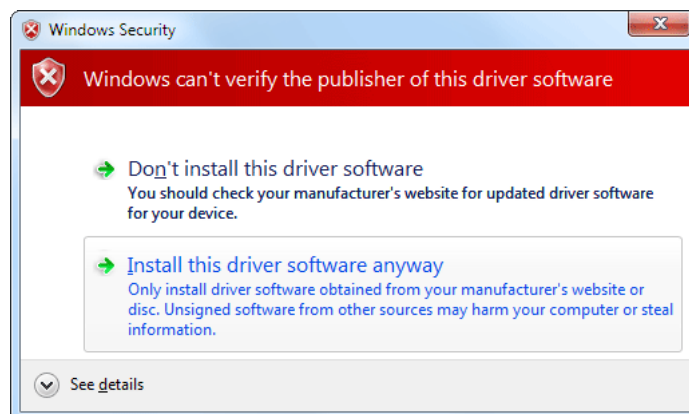 Windows Security
Windows can't verify the publisher of this driver software
Don't install this driver software
You should check your manufacturer's website for updated driver software
for your device.
Install this driver software anyway
Only install driver software obtained from your manufacturer's website or
disc. Unsigned software from other sources may harm your computer or steal
information.
See details